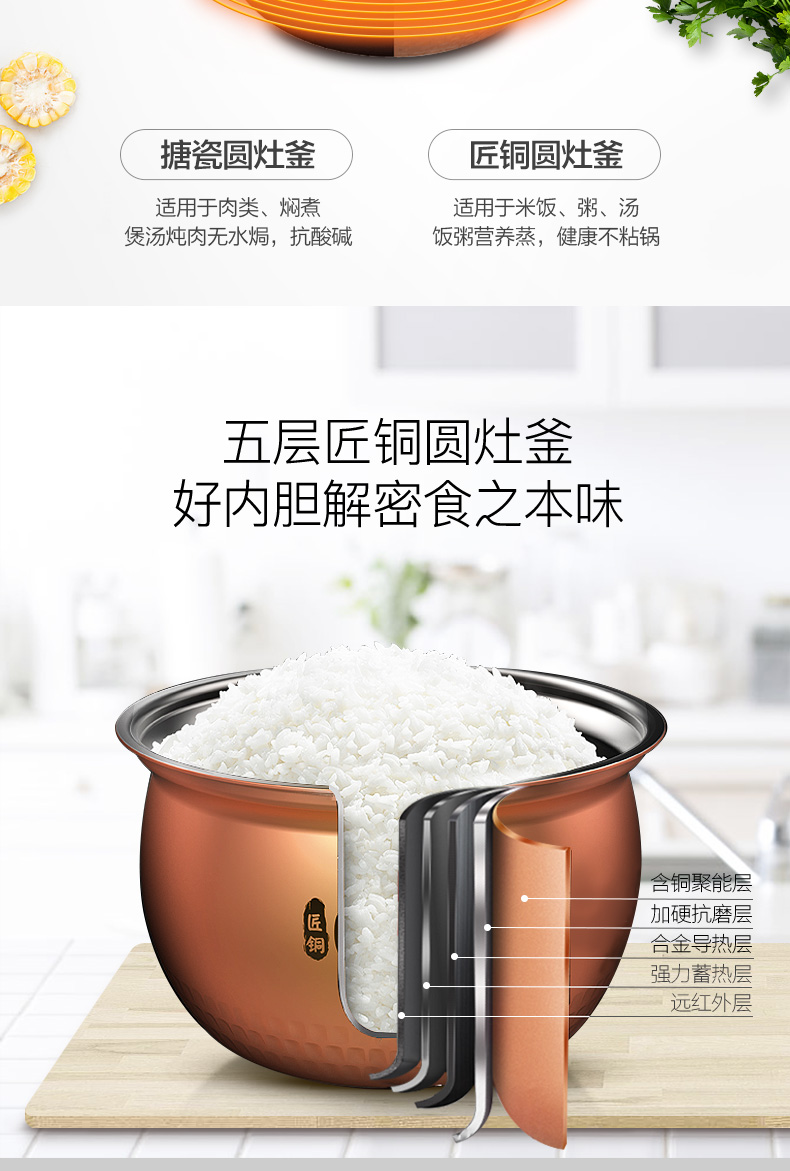 搪瓷圆灶釜
适用于肉类、焖煮
煲汤炖肉无水焗，抗酸碱
匠铜圆灶釜
适用于米饭、粥、汤
饭粥营养蒸，健康不粘锅
五层匠铜圆灶釜
好内胆解密食之本味
匠铜
含铜聚能层
加硬抗磨层
合金导热层
强力蓄热层
远红外层